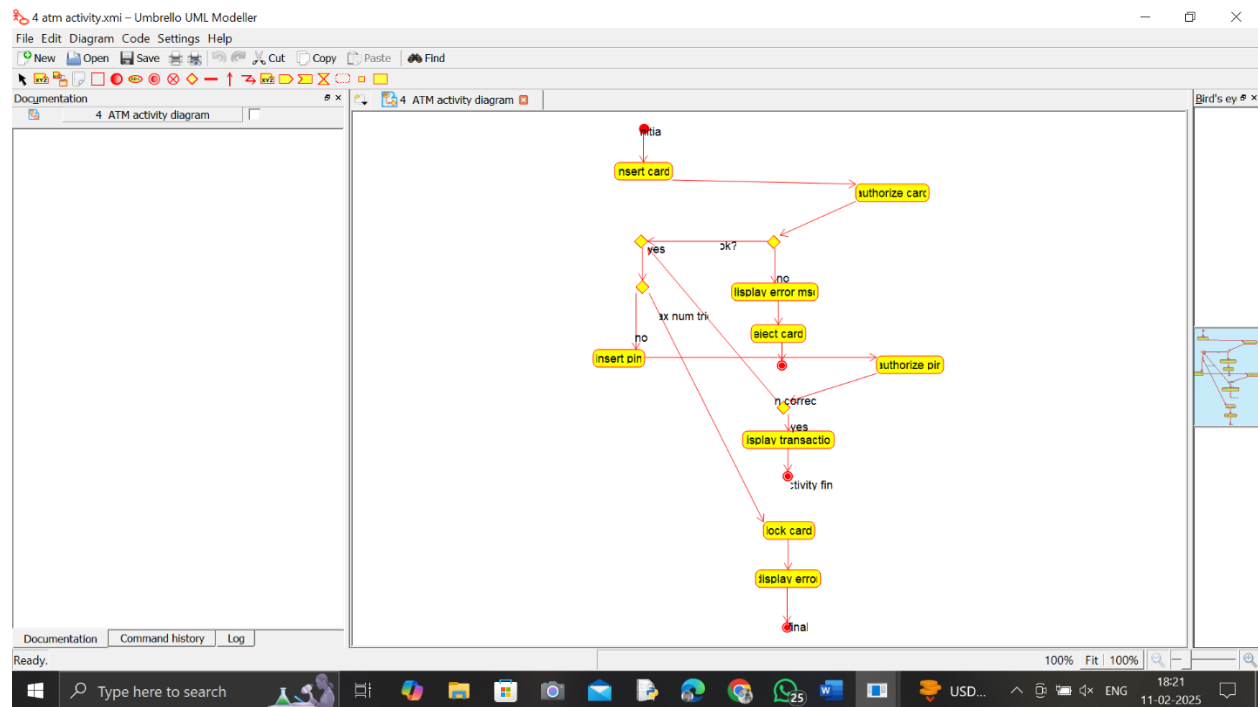 4 atm activity.xmi – Umbrello UML Modeller
File Edit Diagram Code Settings Help
New Open Save Cut Copy Paste Find
Documentation
4 ATM activity diagram
4 ATM activity diagram
Bird's ey
nitia
nsert card
authorize card
yes
ok?
no
lisplay error ms
ax num tri
eject card
no
insert pin
authorize pin
n correc
yes
isplay transactio
ctivity fin
lock card
display erro
final
Documentation Command history Log
Ready.
100% Fit 100%
Type here to search
25
USD...
ENG
18:21
11-02-2025